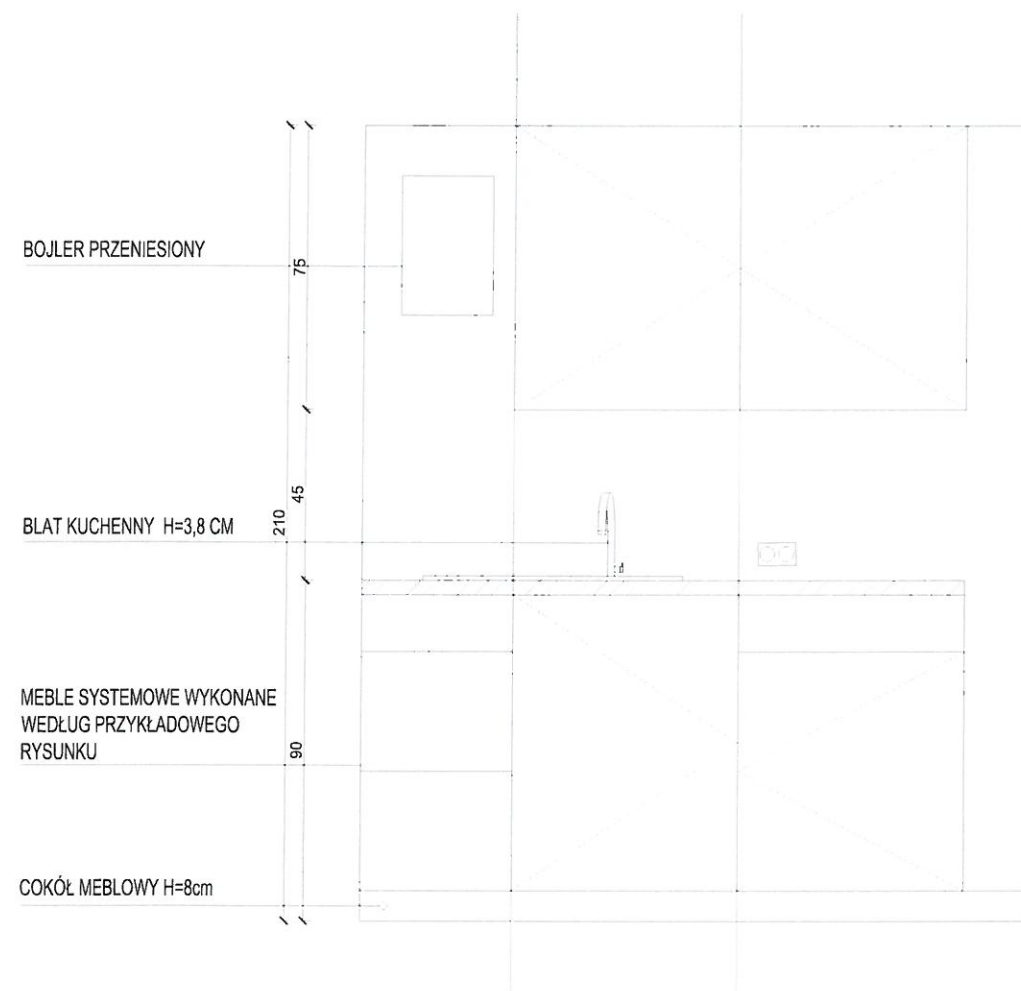 BOJLER PRZENIESIONY
75
45
210
BLAT KUCHENNY H=3,8 CM
MEBLE SYSTEMOWE WYKONANE
WEDŁUG PRZYKŁADOWEGO
RYSUNKU
90
COKÓŁ MEBLOWY H=8cm